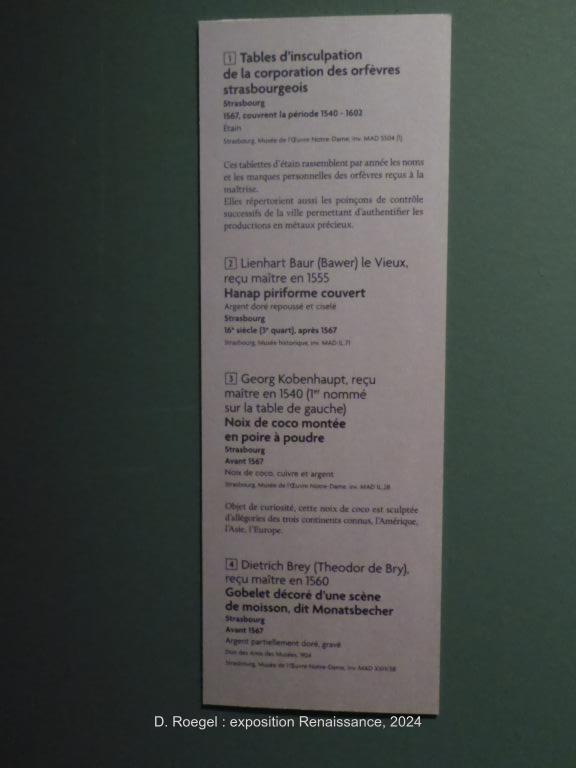 1 Tables d'insculpation
de la corporation des orfèvres
strasbourgeois
Strasbourg
1567, couvrent la période 1540 - 1602
Étain
Strasbourg, Musée de l'Œuvre Notre-Dame, inv. MAD 5504 (1)
Ces tablettes d'étain rassemblent par année les noms
et les marques personnelles des orfèvres reçus à la
maîtrise.
Elles répertorient aussi les poinçons de contrôle
successifs de la ville permettant d'authentifier les
productions en métaux précieux.
2 Lienhart Baur (Bawer) le Vieux,
reçu maître en 1555
Hanap piriforme couvert
Argent doré repoussé et ciselé
Strasbourg
16e siècle (3e quart), après 1567
Strasbourg, Musée historique, inv. MAD IL.71
3 Georg Kobenhaupt, reçu
maître en 1540 (1er nommé
sur la table de gauche)
Noix de coco montée
en poire à poudre
Strasbourg
Avant 1567
Noix de coco, cuivre et argent
Strasbourg, Musée de l'Œuvre Notre-Dame, inv. MAD IL.28
Objet de curiosité, cette noix de coco est sculptée
d'allégories des trois continents connus, l'Amérique,
l'Asie, l'Europe.
4 Dietrich Brey (Theodor de Bry),
reçu maître en 1560
Gobelet décoré d'une scène
de moisson, dit Monatsbecher
Strasbourg
Avant 1567
Argent partiellement doré, gravé
Don des Amis des Musées, 1924
Strasbourg, Musée de l'Œuvre Notre-Dame, inv. MAD
D. Roegel : exposition Renaissance, 2024